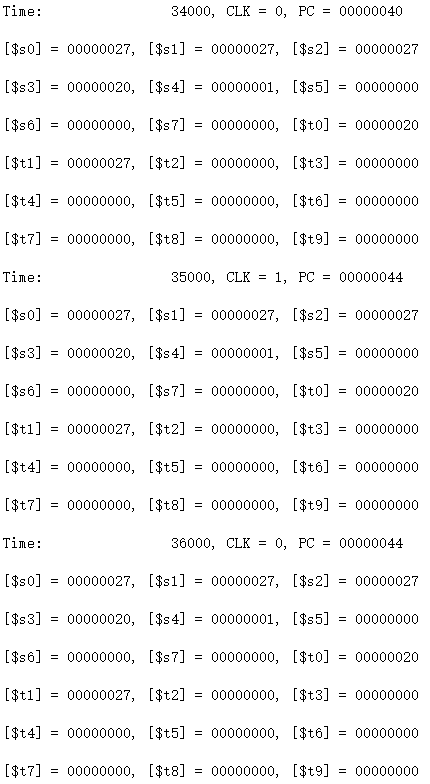 Time: 34000, CLK = 0, PC = 00000040
[$s0] = 00000027, [$s1] = 00000027, [$s2] = 00000027
[$s3] = 00000020, [$s4] = 00000001, [$s5] = 00000000
[$s6] = 00000000, [$s7] = 00000000, [$t0] = 00000020
[$t1] = 00000027, [$t2] = 00000000, [$t3] = 00000000
[$t4] = 00000000, [$t5] = 00000000, [$t6] = 00000000
[$t7] = 00000000, [$t8] = 00000000, [$t9] = 00000000
Time: 35000, CLK = 1, PC = 00000044
[$s0] = 00000027, [$s1] = 00000027, [$s2] = 00000027
[$s3] = 00000020, [$s4] = 00000001, [$s5] = 00000000
[$s6] = 00000000, [$s7] = 00000000, [$t0] = 00000020
[$t1] = 00000027, [$t2] = 00000000, [$t3] = 00000000
[$t4] = 00000000, [$t5] = 00000000, [$t6] = 00000000
[$t7] = 00000000, [$t8] = 00000000, [$t9] = 00000000
Time: 36000, CLK = 0, PC = 00000044
[$s0] = 00000027, [$s1] = 00000027, [$s2] = 00000027
[$s3] = 00000020, [$s4] = 00000001, [$s5] = 00000000
[$s6] = 00000000, [$s7] = 00000000, [$t0] = 00000020
[$t1] = 00000027, [$t2] = 00000000, [$t3] = 00000000
[$t4] = 00000000, [$t5] = 00000000, [$t6] = 00000000
[$t7] = 00000000, [$t8] = 00000000, [$t9] = 00000000